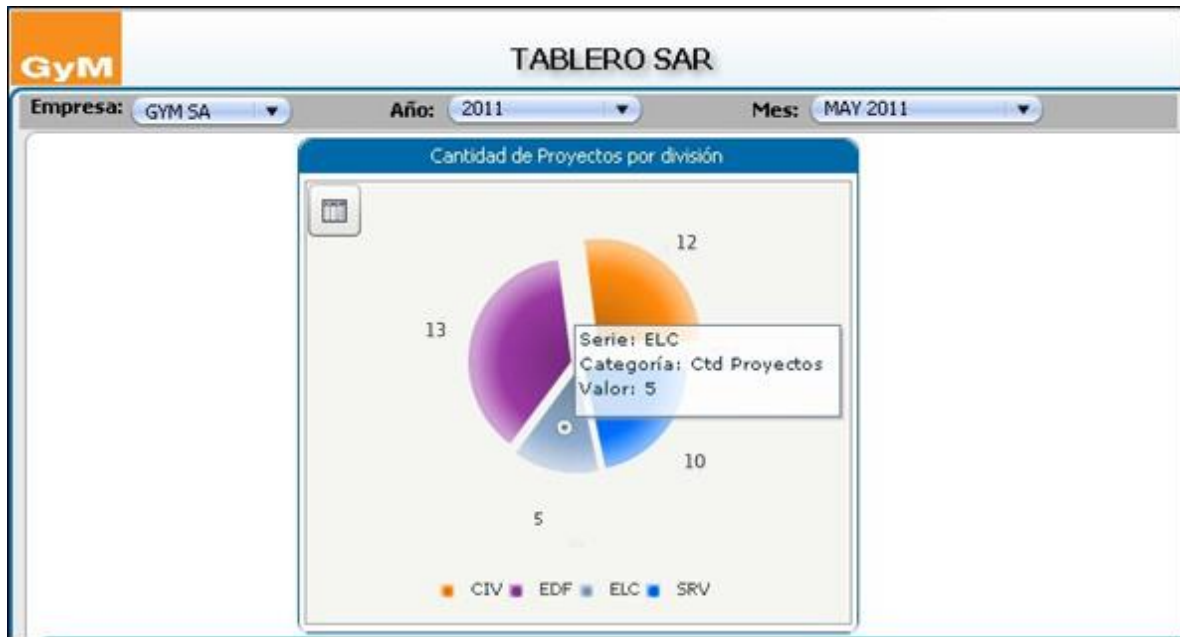 GyM
TABLERO SAR
Empresa: GYM SA Año: 2011 Mes: MAY 2011
Cantidad de Proyectos por división
12
13
Serie: ELC
Categoría: Ctd Proyectos
Valor: 5
10
5
CIV EDF ELC SRV